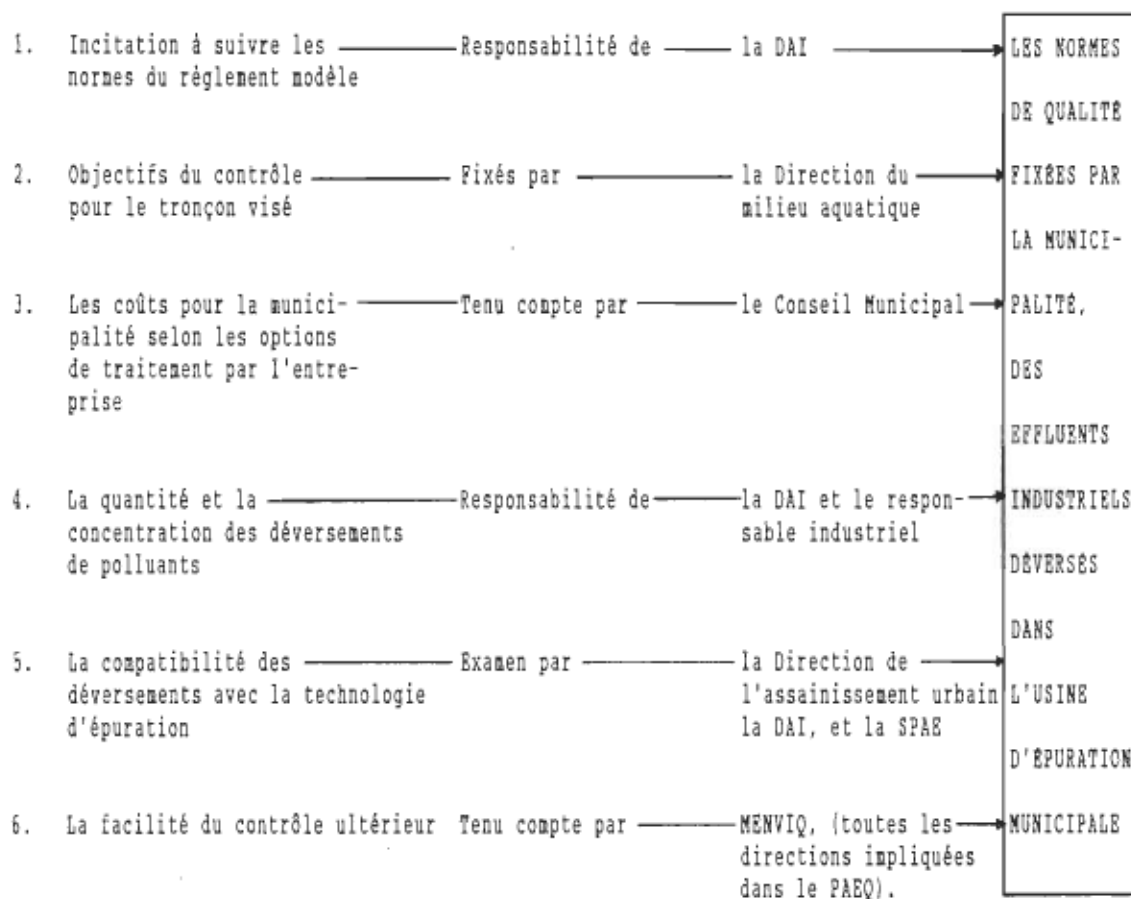 1. Incitation à suivre les Responsabilité de la DAI LES NORMES
normes du règlement modèle
DE QUALITÉ
2. Objectifs du contrôle Fixés par la Direction du FIXÉES PAR
pour le tronçon visé milieu aquatique
LA MUNICI-
3. Les coûts pour la munici- Tenu compte par le Conseil Municipal PALITÉ,
palité selon les options
de traitement par l'entre- DES
prise
EFFLUENTS
4. La quantité et la Responsabilité de la DAI et le respon- INDUSTRIELS
concentration des déversements sable industriel
de polluants DÉVERSÉS
DANS
5. La compatibilité des Examen par la Direction de
déversements avec la technologie l'assainissement urbain L'USINE
d'épuration la DAI, et la SPAE
D'ÉPURATION
6. La facilité du contrôle ultérieur Tenu compte par MENVIQ, (toutes les MUNICIPALE
directions impliquées
dans le PAEQ).